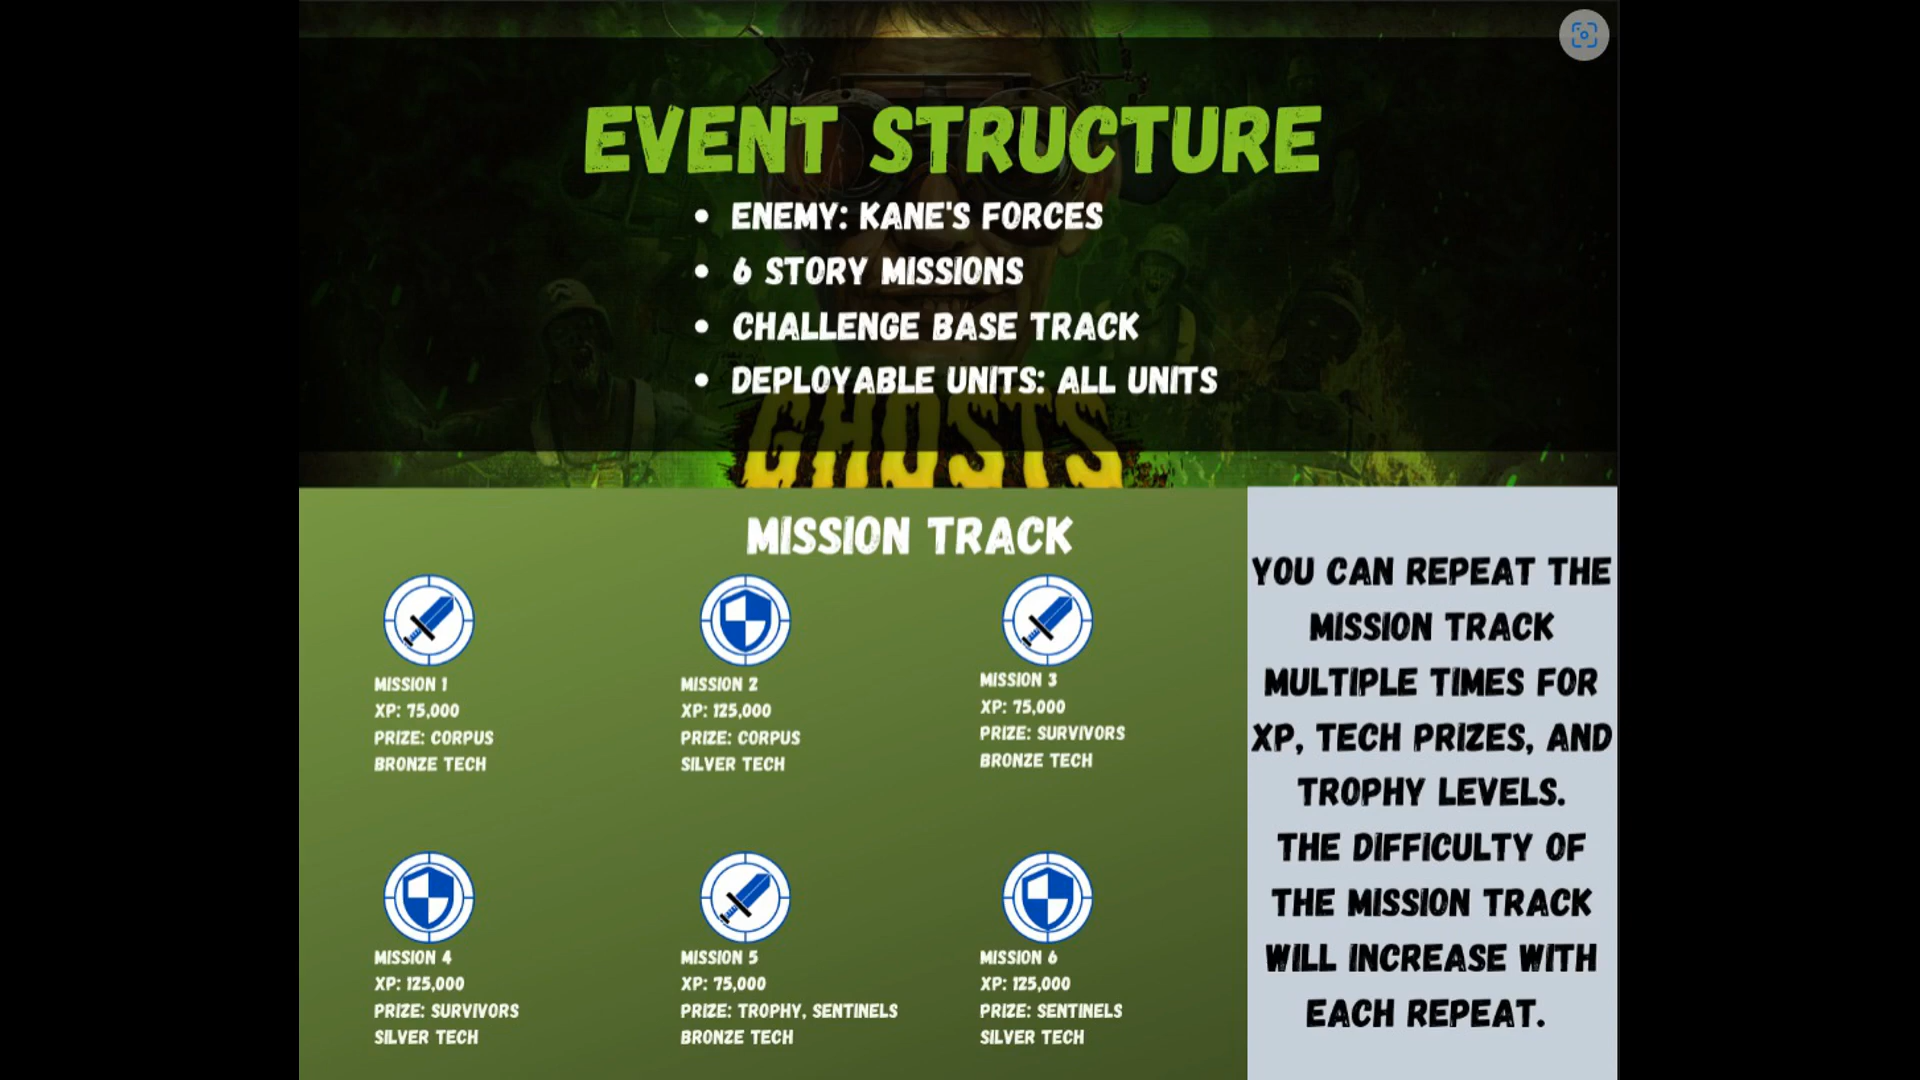 EVENT STRUCTURE
• ENEMY: KANE'S FORCES
• 6 STORY MISSIONS
• CHALLENGE BASE TRACK
• DEPLOYABLE UNITS: ALL UNITS
GHOSTS
MISSION TRACK
MISSION 1
XP: 75,000
PRIZE: CORPUS
BRONZE TECH
MISSION 2
XP: 125,000
PRIZE: CORPUS
SILVER TECH
MISSION 3
XP: 75,000
PRIZE: SURVIVORS
BRONZE TECH
MISSION 4
XP: 125,000
PRIZE: SURVIVORS
SILVER TECH
MISSION 5
XP: 75,000
PRIZE: TROPHY, SENTINELS
BRONZE TECH
MISSION 6
XP: 125,000
PRIZE: SENTINELS
SILVER TECH
YOU CAN REPEAT THE
MISSION TRACK
MULTIPLE TIMES FOR
XP, TECH PRIZES, AND
TROPHY LEVELS.
THE DIFFICULTY OF
THE MISSION TRACK
WILL INCREASE WITH
EACH REPEAT.